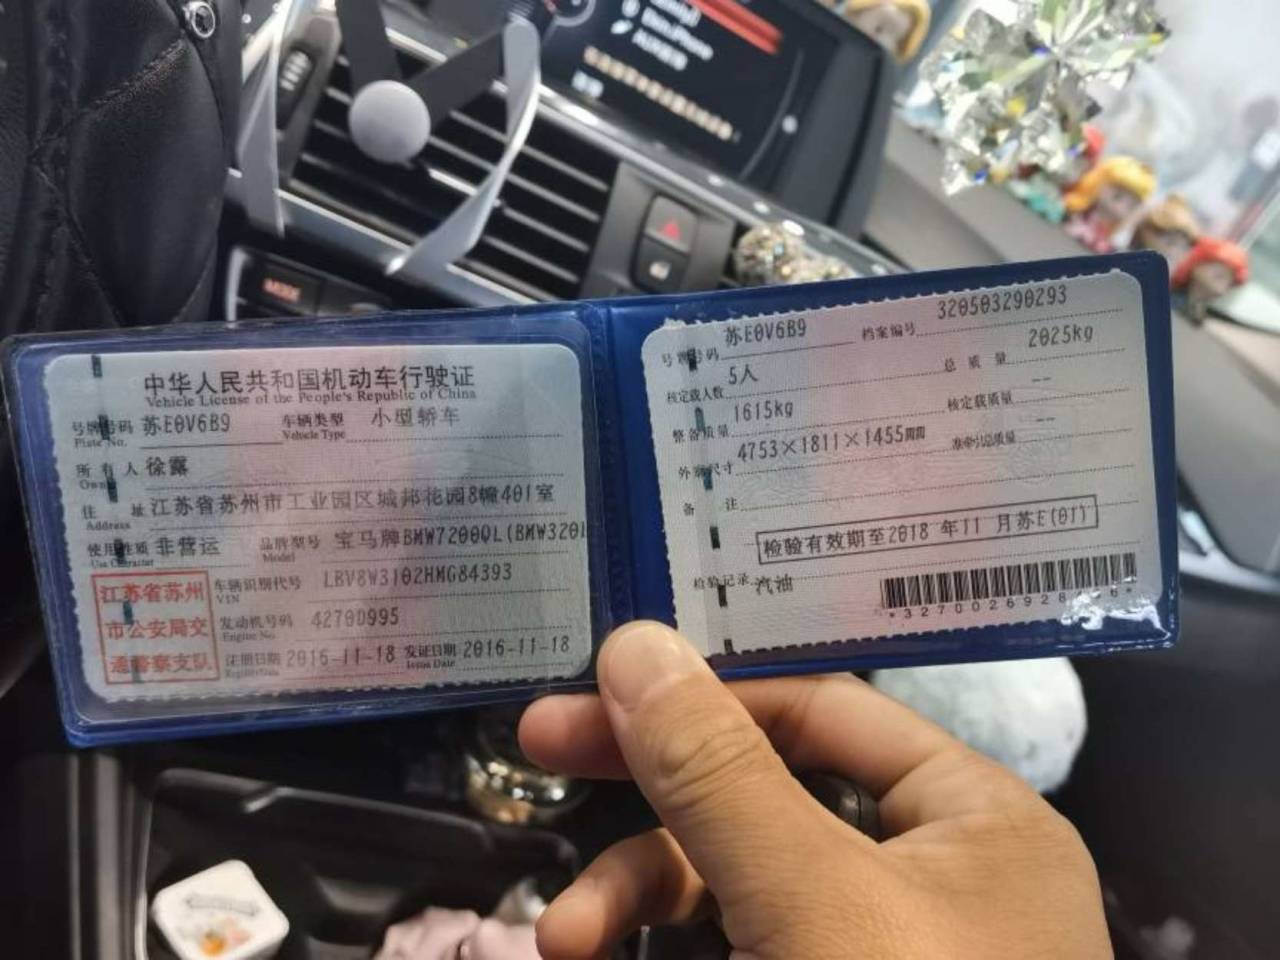 中华人民共和国机动车行驶证
Vehicle License of the People's Republic of China
号牌号码 苏E0V6B9 车辆类型 小型轿车
Plate No. Vehicle Type
所有人 徐露
Owner
住址 江苏省苏州市工业园区城邦花园8幢401室
Address
使用性质 非营运 品牌型号 宝马牌BMW7200QL(BMW320i
Use Character Model
江苏省苏州
市公安局交
通警察支队
车辆识别代号 LBV8W3102HMG84393
VIN
发动机号码 4270D995
Engine No.
注册日期 2016-11-18 发证日期 2016-11-18
Register Date Issue Date
号牌号码 苏E0V6B9 档案编号 320503290293
核定载人数 5人 总质量 2025kg
整备质量 1615kg 核定载质量 --
外廓尺寸 4753×1811×1455 准牵引总质量 --
备注
检验有效期至2018年11月苏E(01)
检验记录 汽油